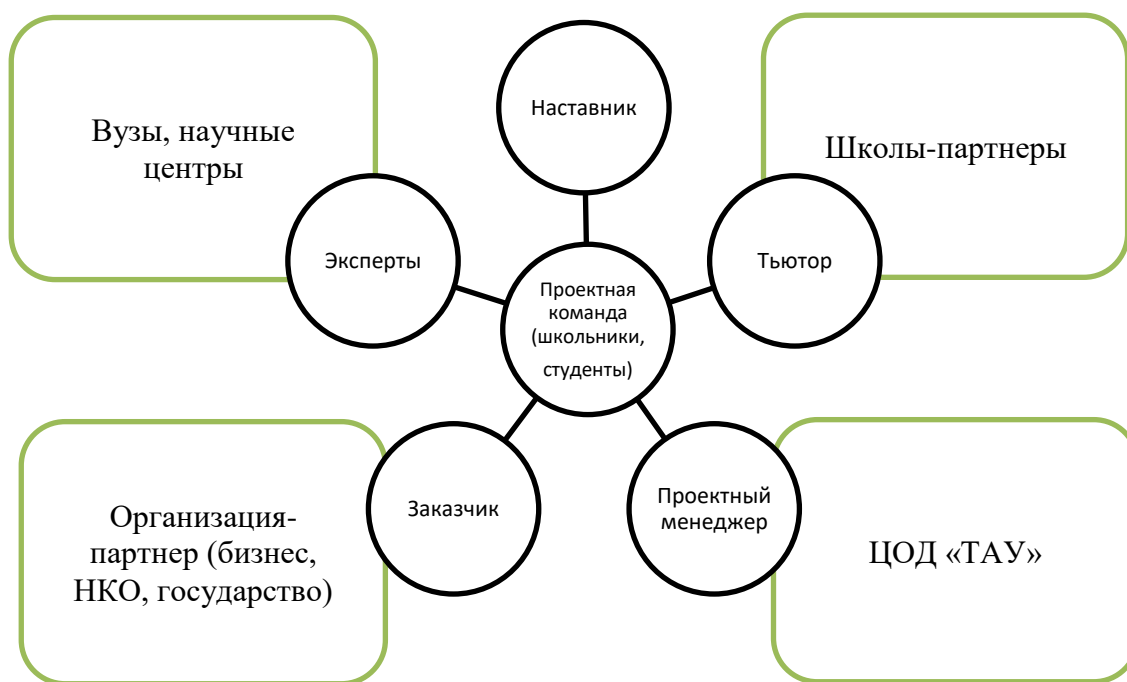 Наставник
Вузы, научные
центры
Школы-партнеры
Эксперты
Тьютор
Проектная
команда
(школьники,
студенты)
Организация-
партнер (бизнес,
НКО, государство)
Заказчик
Проектный
менеджер
ЦОД «ТАУ»